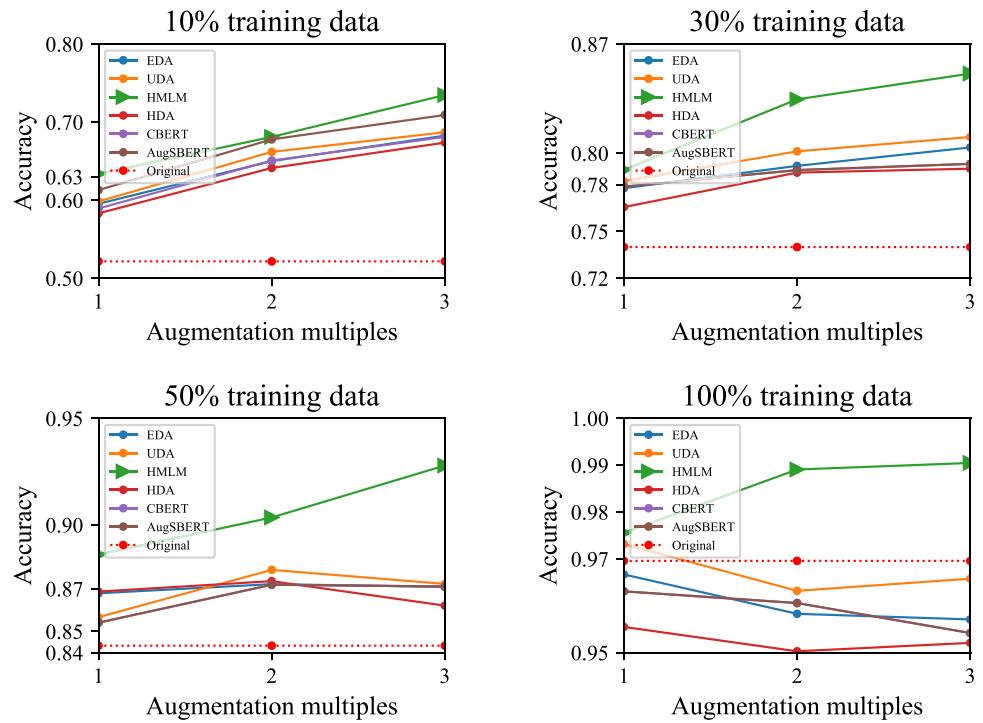 10% training data
Accuracy
0.80
0.70
0.63
0.60
0.50
EDA
UDA
HMLM
HDA
CBERT
AugSBERT
Original
1
2
3
Augmentation multiples
30% training data
Accuracy
0.87
0.80
0.78
0.75
0.72
EDA
UDA
HMLM
HDA
CBERT
AugSBERT
Original
1
2
3
Augmentation multiples
50% training data
Accuracy
0.95
0.90
0.87
0.85
0.84
EDA
UDA
HMLM
HDA
CBERT
AugSBERT
Original
1
2
3
Augmentation multiples
100% training data
Accuracy
1.00
0.99
0.98
0.97
0.95
EDA
UDA
HMLM
HDA
CBERT
AugSBERT
Original
1
2
3
Augmentation multiples